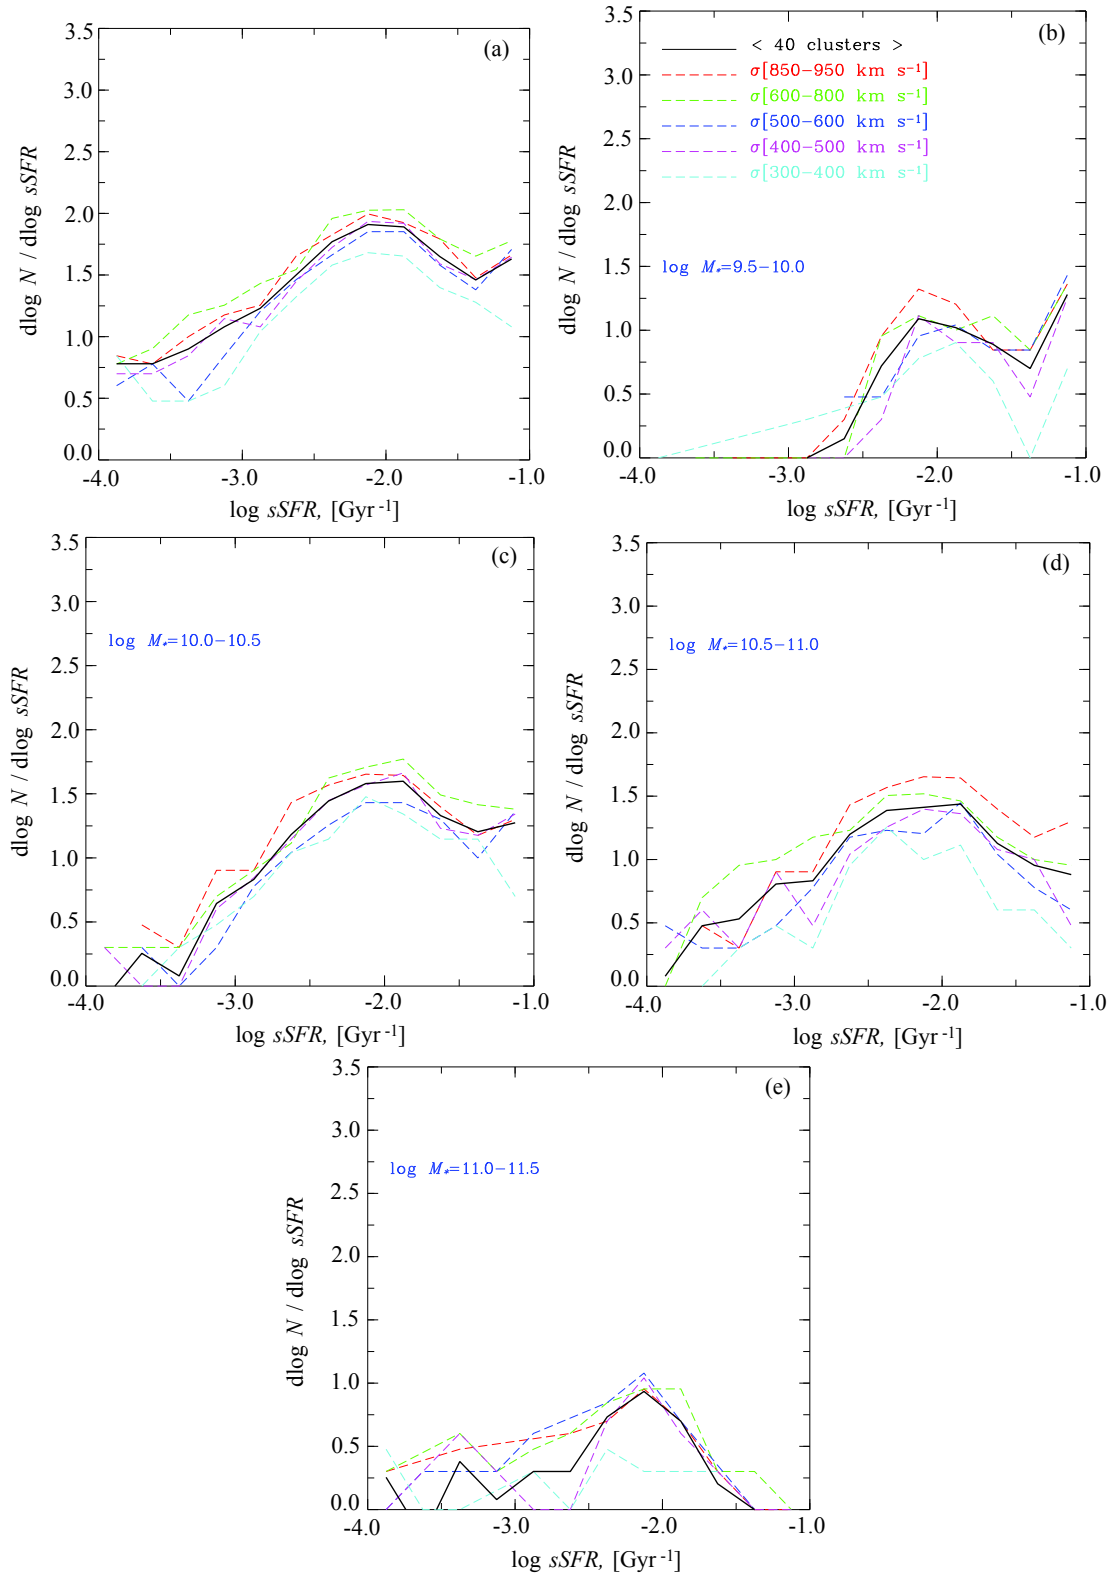 (a)
3.5
3.0
2.5
2.0
1.5
1.0
0.5
0.0
dlog N / dlog sSFR
-4.0 -3.0 -2.0 -1.0
log sSFR, [Gyr⁻¹]
(b)
3.5
3.0
2.5
2.0
1.5
1.0
0.5
0.0
dlog N / dlog sSFR
< 40 clusters >
σ[850−950 km s⁻¹]
σ[600−800 km s⁻¹]
σ[500−600 km s⁻¹]
σ[400−500 km s⁻¹]
σ[300−400 km s⁻¹]
log M*=9.5−10.0
-4.0 -3.0 -2.0 -1.0
log sSFR, [Gyr⁻¹]
(c)
3.5
3.0
2.5
2.0
1.5
1.0
0.5
0.0
dlog N / dlog sSFR
log M*=10.0−10.5
-4.0 -3.0 -2.0 -1.0
log sSFR, [Gyr⁻¹]
(d)
3.5
3.0
2.5
2.0
1.5
1.0
0.5
0.0
dlog N / dlog sSFR
log M*=10.5−11.0
-4.0 -3.0 -2.0 -1.0
log sSFR, [Gyr⁻¹]
(e)
3.5
3.0
2.5
2.0
1.5
1.0
0.5
0.0
dlog N / dlog sSFR
log M*=11.0−11.5
-4.0 -3.0 -2.0 -1.0
log sSFR, [Gyr⁻¹]